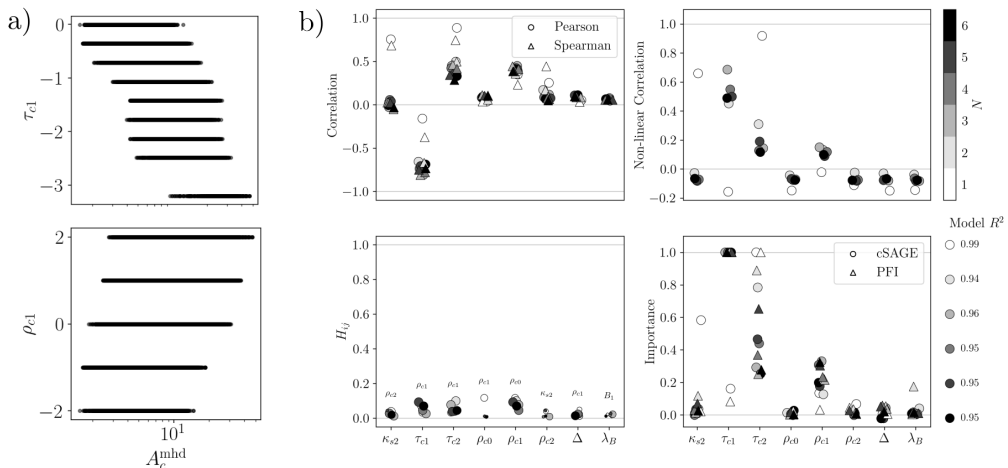 a)
b)
0
−1
−2
−3
τc1
2
1
0
−1
−2
ρc1
10¹
A_c^mhd
1.0
0.5
0.0
−0.5
−1.0
Correlation
Pearson
Spearman
1.0
0.8
0.6
0.4
0.2
0.0
−0.2
Non-linear Correlation
6
5
4
3
2
1
N
1.0
0.8
0.6
0.4
0.2
0.0
H_ij
ρc2 ρc1 ρc1 ρc1 ρc0 κs2 ρc1 B1
κs2 τc1 τc2 ρc0 ρc1 ρc2 Δ λB
1.0
0.8
0.6
0.4
0.2
0.0
Importance
cSAGE
PFI
κs2 τc1 τc2 ρc0 ρc1 ρc2 Δ λB
Model R²
0.99
0.94
0.96
0.95
0.95
0.95